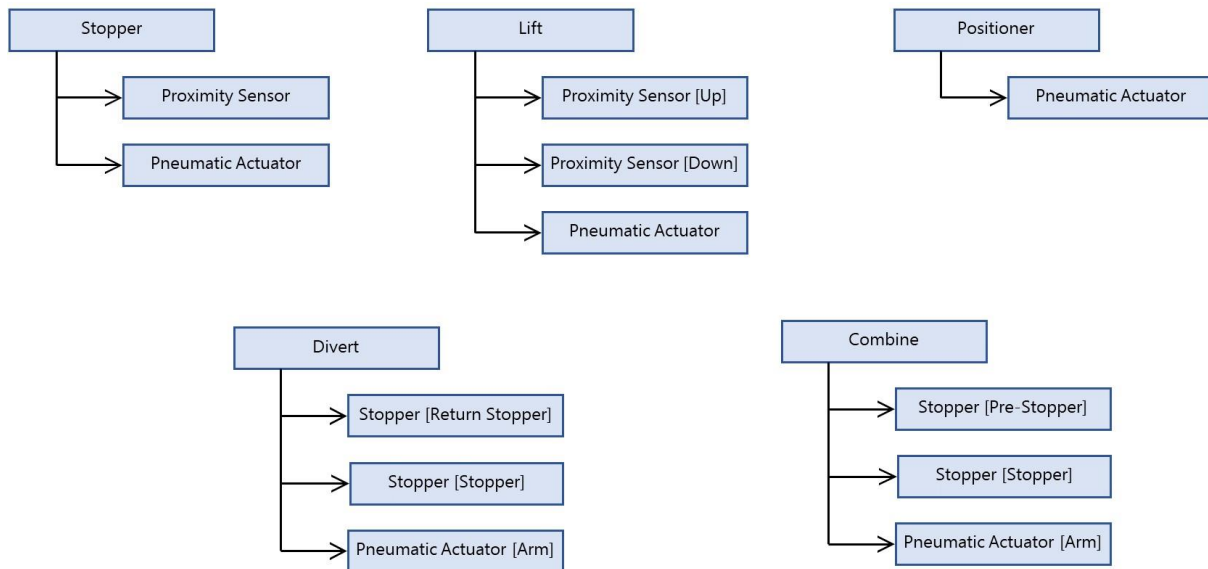 Stopper
Proximity Sensor
Pneumatic Actuator
Lift
Proximity Sensor [Up]
Proximity Sensor [Down]
Pneumatic Actuator
Positioner
Pneumatic Actuator
Divert
Stopper [Return Stopper]
Stopper [Stopper]
Pneumatic Actuator [Arm]
Combine
Stopper [Pre-Stopper]
Stopper [Stopper]
Pneumatic Actuator [Arm]